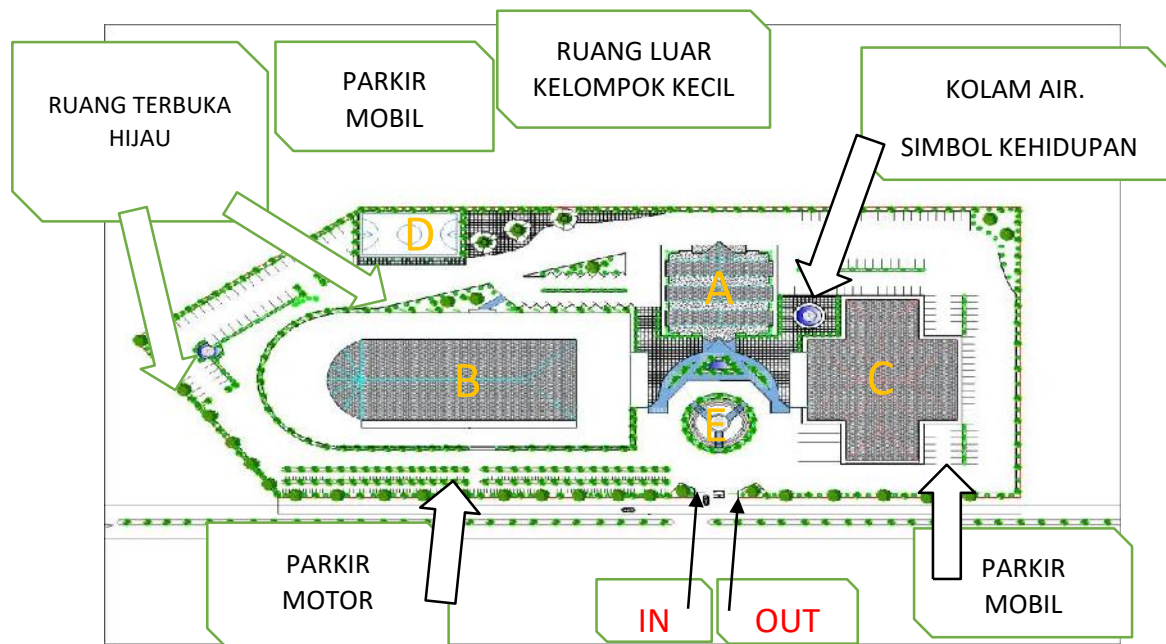 RUANG TERBUKA
HIJAU
PARKIR
MOBIL
RUANG LUAR
KELOMPOK KECIL
KOLAM AIR.
SIMBOL KEHIDUPAN
D
A
B
C
E
PARKIR
MOTOR
IN
OUT
PARKIR
MOBIL